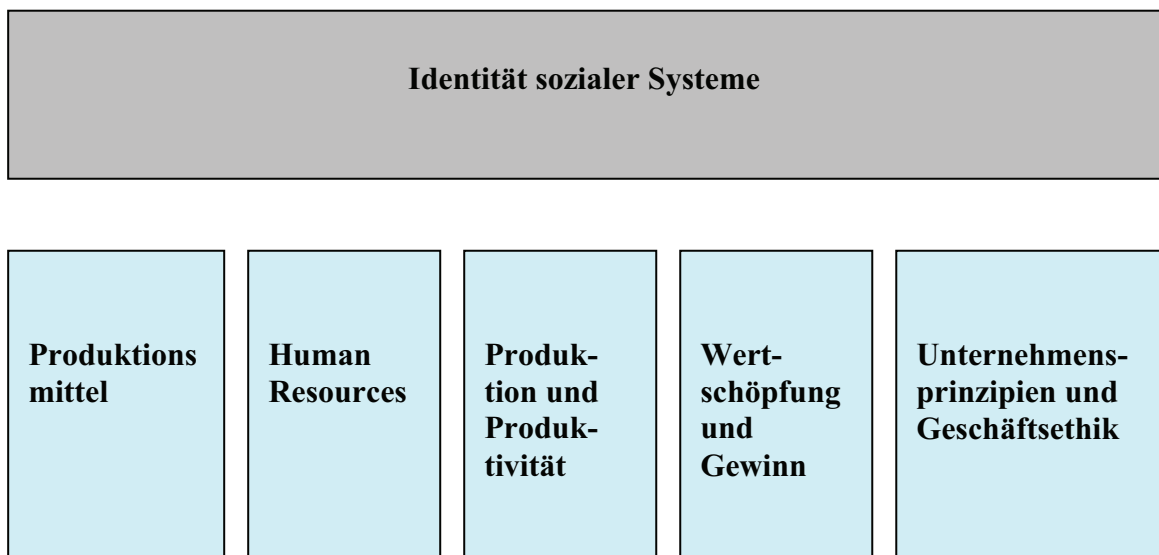 Identität sozialer Systeme
Produktions
mittel
Human
Resources
Produk-
tion und
Produk-
tivität
Wert-
schöpfung
und
Gewinn
Unternehmens-
prinzipien und
Geschäftsethik